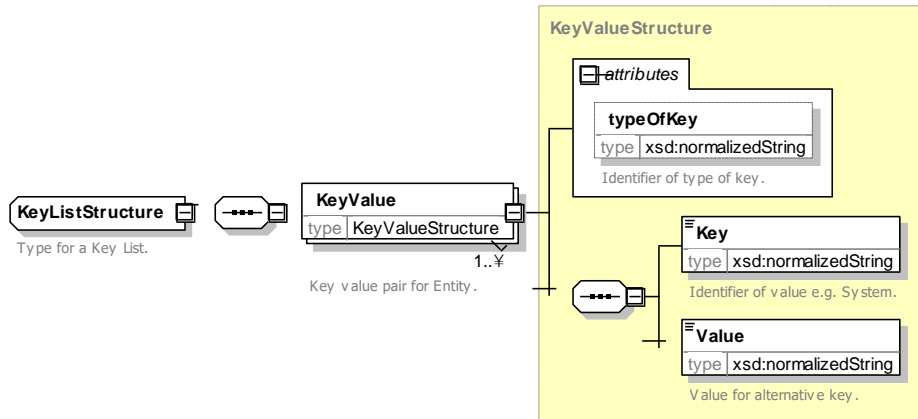 KeyValueStructure
attributes
typeOfKey
type xsd:normalizedString
Identifier of type of key.
KeyListStructure
Type for a Key List.
KeyValue
type KeyValueStructure
1..¥
Key value pair for Entity.
Key
type xsd:normalizedString
Identifier of value e.g. System.
Value
type xsd:normalizedString
Value for alternative key.